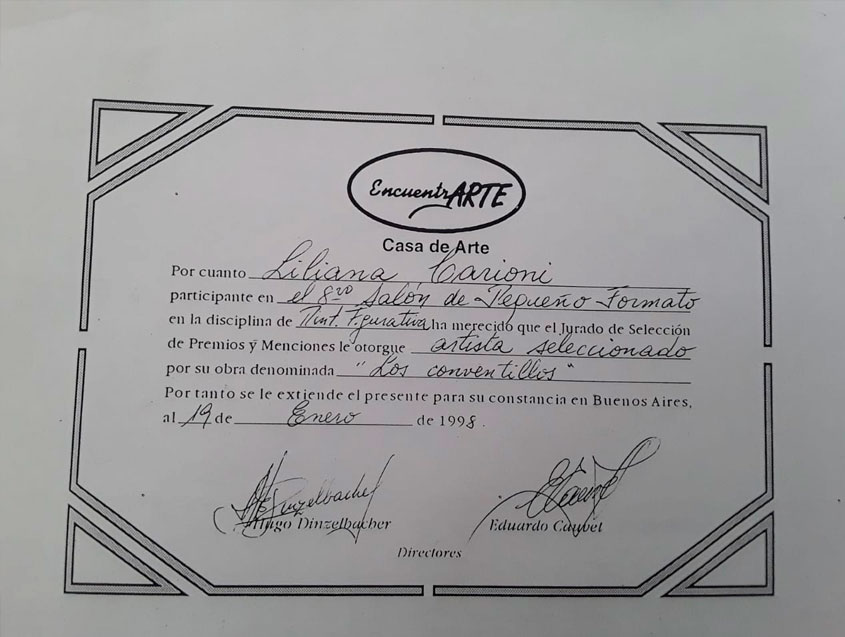 EncuentrARTE
Casa de Arte
Por cuanto Liliana Carioni
participante en el 8vo Salón de Pequeño Formato
en la disciplina de Pint. Figurativa ha merecido que el Jurado de Selección
de Premios y Menciones le otorgue artista seleccionado
por su obra denominada "Los conventillos"
Por tanto se le extiende el presente para su constancia en Buenos Aires,
al 19 de Enero de 1998.
Dinzelbacher
Hugo Dinzelbacher Eduardo Cauvet
Directores